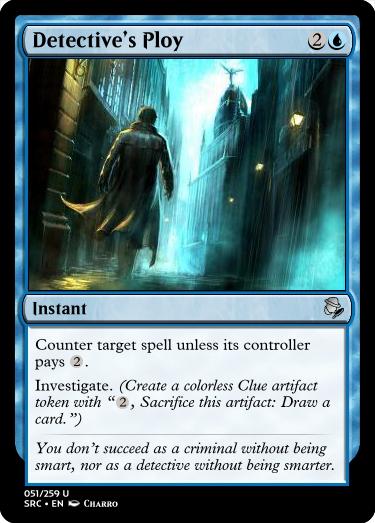 Detective's Ploy 2
Instant
Counter target spell unless its controller
pays 2.
Investigate. (Create a colorless Clue artifact
token with “2, Sacrifice this artifact: Draw a
card.”)
You don't succeed as a criminal without being
smart, nor as a detective without being smarter.
051/259 U
SRC • EN Charro